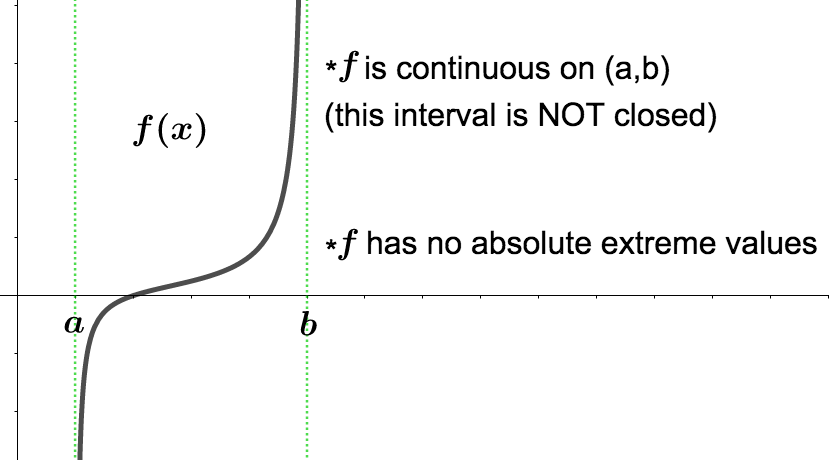 *f is continuous on (a,b)
(this interval is NOT closed)
f(x)
*f has no absolute extreme values
a
b